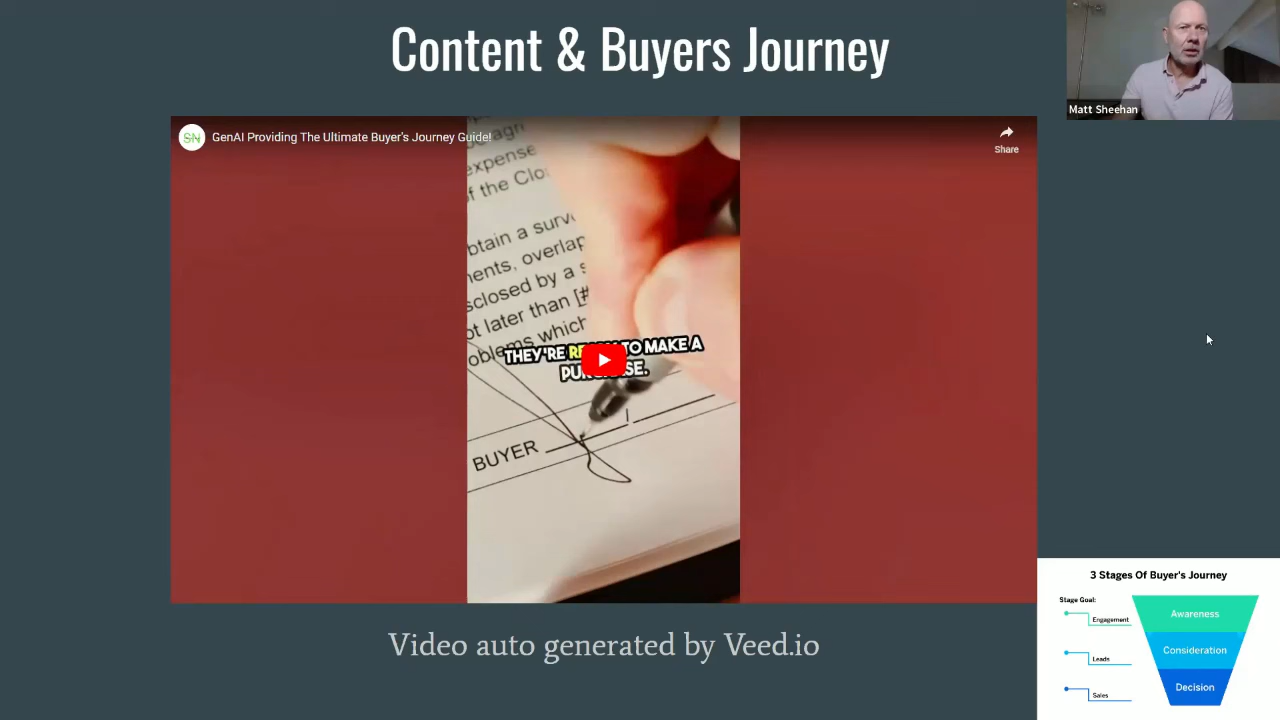 Content & Buyers Journey
Matt Sheehan
SN
GenAI Providing The Ultimate Buyer's Journey Guide!
Share
expense
of the Clo
btain a surv
ents, overlap
sclosed by a s
ot later than [#
oblems which
THEY'RE TO MAKE A
BUYER
Video auto generated by Veed.io
3 Stages Of Buyer's Journey
Stage Goal:
Awareness
Engagement
Consideration
Leads
Decision
Sales